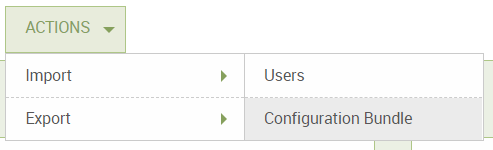 ACTIONS
Import
Users
Export
Configuration Bundle